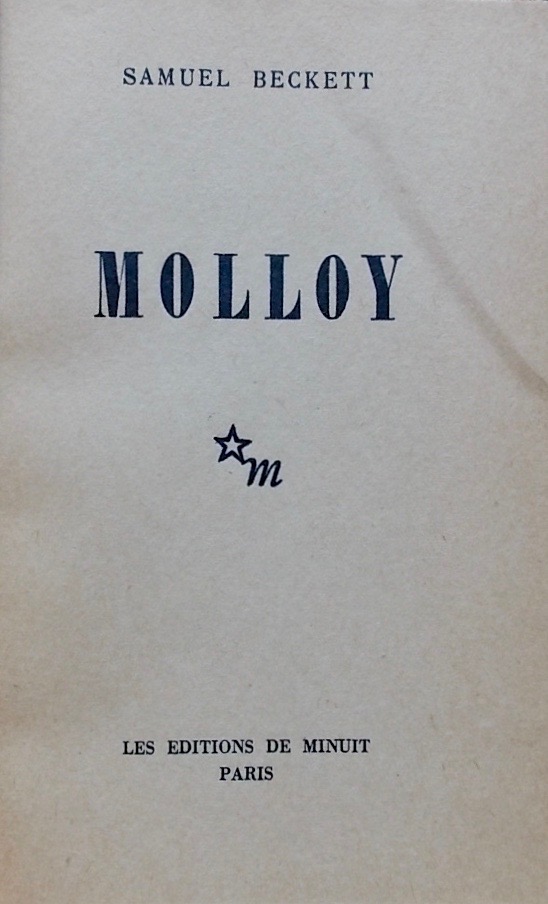 SAMUEL BECKETT
MOLLOY
m
LES EDITIONS DE MINUIT
PARIS